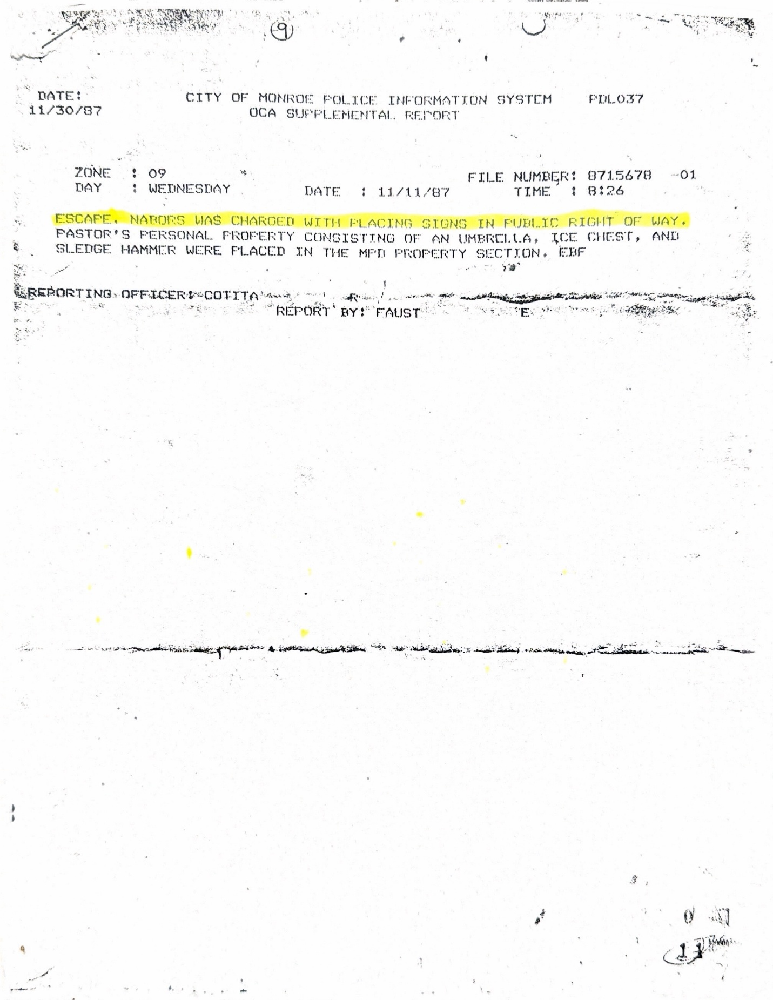 9
DATE: CITY OF MONROE POLICE INFORMATION SYSTEM PDL037
11/30/87 OCA SUPPLEMENTAL REPORT
ZONE : 09 FILE NUMBER: 8715678 -01
DAY : WEDNESDAY DATE : 11/11/87 TIME : 8:26
ESCAPE. NABORS WAS CHARGED WITH PLACING SIGNS IN PUBLIC RIGHT OF WAY.
PASTOR'S PERSONAL PROPERTY CONSISTING OF AN UMBRELLA, ICE CHEST, AND
SLEDGE HAMMER WERE PLACED IN THE MPD PROPERTY SECTION. EBF
REPORTING OFFICER: COTITA R
REPORT BY: FAUST E
11